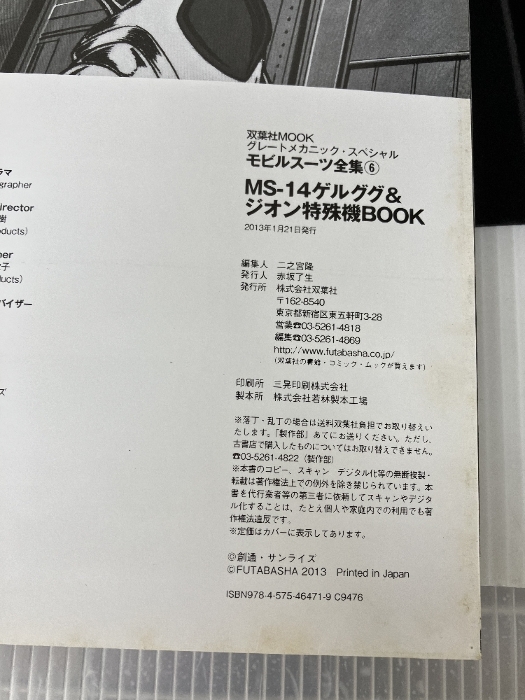 ラマ
grapher
irector
樹
oducts)
ner
子
ucts)
バイザー
ズ
双葉社MOOK
グレートメカニック・スペシャル
モビルスーツ全集⑥
MS-14ゲルググ&
ジオン特殊機BOOK
2013年1月21日発行
編集人 二之宮隆
発行人 赤坂了生
発行所 株式会社双葉社
〒162-8540
東京都新宿区東五軒町3-28
営業☎03-5261-4818
編集☎03-5261-4869
http://www.futabasha.co.jp/
(双葉社の書籍・コミック・ムックが買えます)
印刷所 三晃印刷株式会社
製本所 株式会社若林製本工場
※落丁・乱丁の場合は送料双葉社負担でお取り替えい
たします。「製作部」あてにお送りください。ただし、
古書店で購入したものについてはお取り替えできません。
☎03-5261-4822(製作部)
※本書のコピー、スキャン デジタル化等の無断複製・
転載は著作権法上での例外を除き禁じられています。本
書を代行業者等の第三者に依頼してスキャンやデジタ
ル化することは、たとえ個人や家庭内での利用でも著
作権法違反です。
※定価はカバーに表示してあります。
©創通・サンライズ
©FUTABASHA 2013 Printed in Japan
ISBN978-4-575-46471-9 C9476